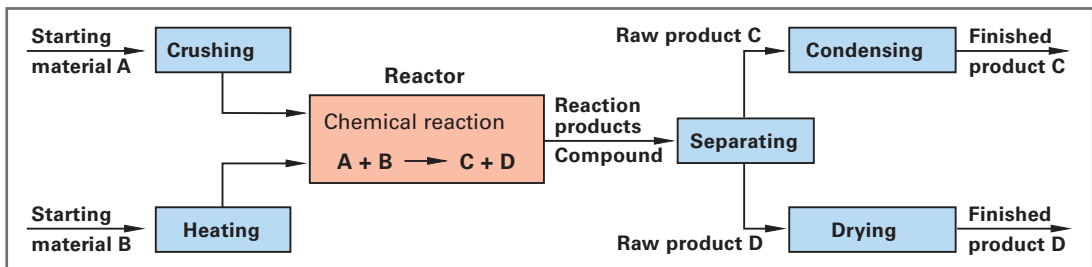 Starting
material A
Crushing
Starting
material B
Heating
Reactor
Chemical reaction
A + B ⟶ C + D
Reaction
products
Compound
Separating
Raw product C
Condensing
Finished
product C
Raw product D
Drying
Finished
product D